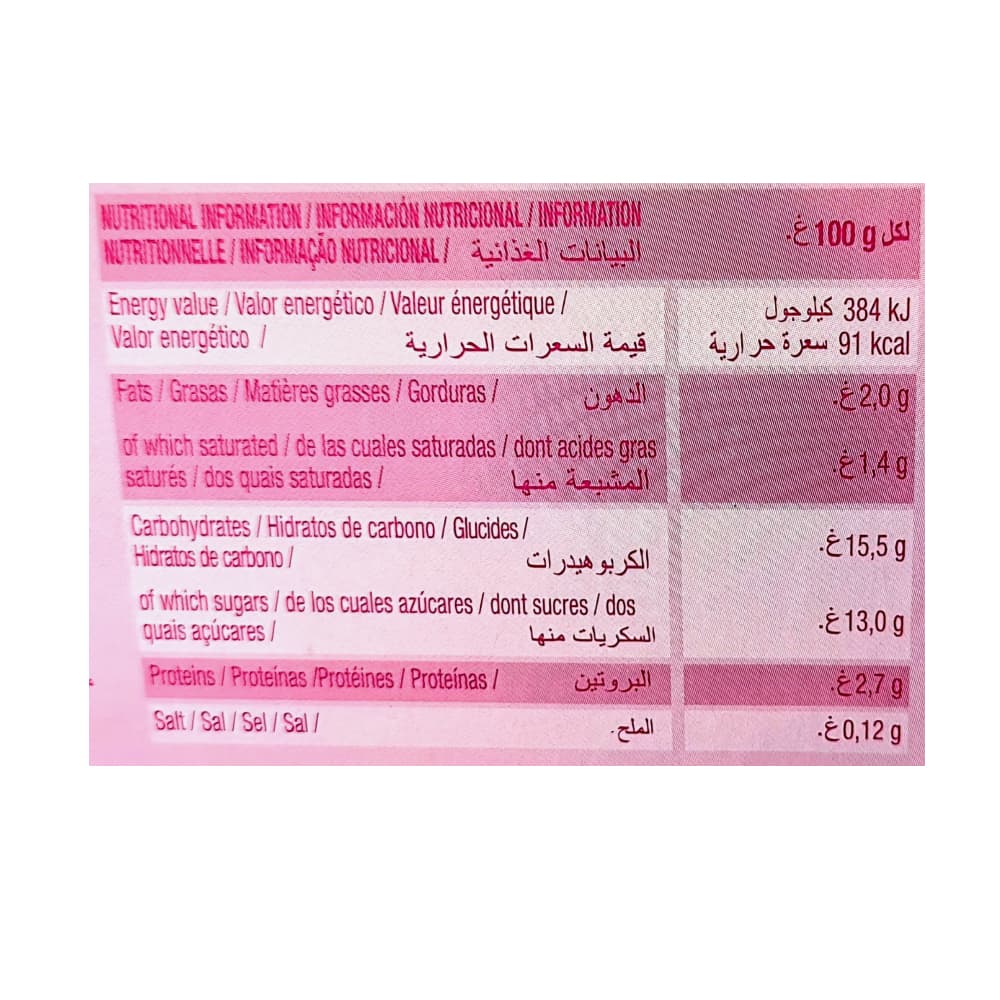 NUTRITIONAL INFORMATION / INFORMACIÓN NUTRICIONAL / INFORMATION
NUTRITIONNELLE / INFORMAÇÃO NUTRICIONAL / البيانات الغذائية
لكل 100 g غ.
Energy value / Valor energético / Valeur énergétique /
Valor energético / قيمة السعرات الحرارية
384 kJ كيلوجول
91 kcal سعرة حرارية
Fats / Grasas / Matières grasses / Gorduras / الدهون
2,0 g غ.
of which saturated / de las cuales saturadas / dont acides gras
saturés / dos quais saturadas / المشبعة منها
1,4 g غ.
Carbohydrates / Hidratos de carbono / Glucides /
Hidratos de carbono / الكربوهيدرات
15,5 g غ.
of which sugars / de los cuales azúcares / dont sucres / dos
quais açúcares / السكريات منها
13,0 g غ.
Proteins / Proteínas /Protéines / Proteínas / البروتين
2,7 g غ.
Salt / Sal / Sel / Sal / الملح.
0,12 g غ.